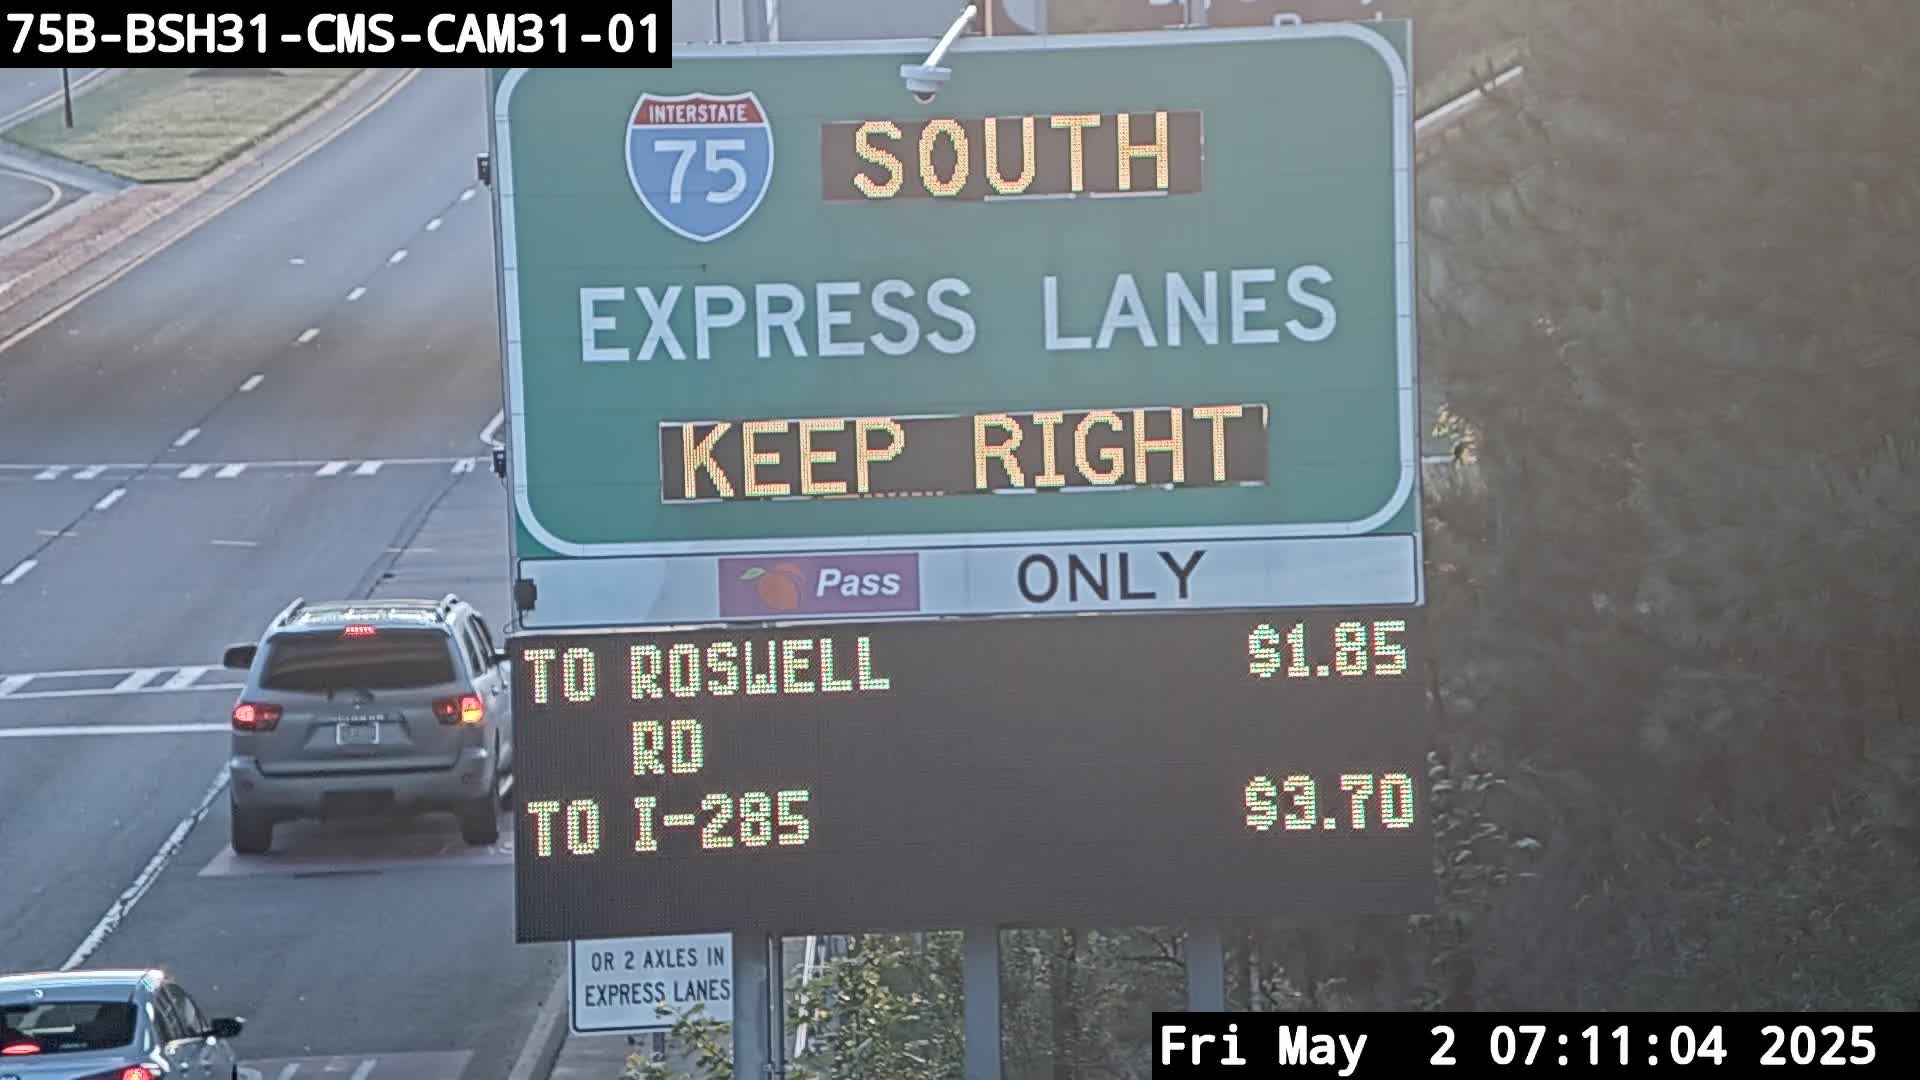 75B-BSH31-CMS-CAM31-01
INTERSTATE
75
SOUTH
EXPRESS LANES
KEEP RIGHT
Pass
ONLY
TO ROSWELL $1.85
RD
TO I-285 $3.70
OR 2 AXLES IN
EXPRESS LANES
Fri May 2 07:11:04 2025